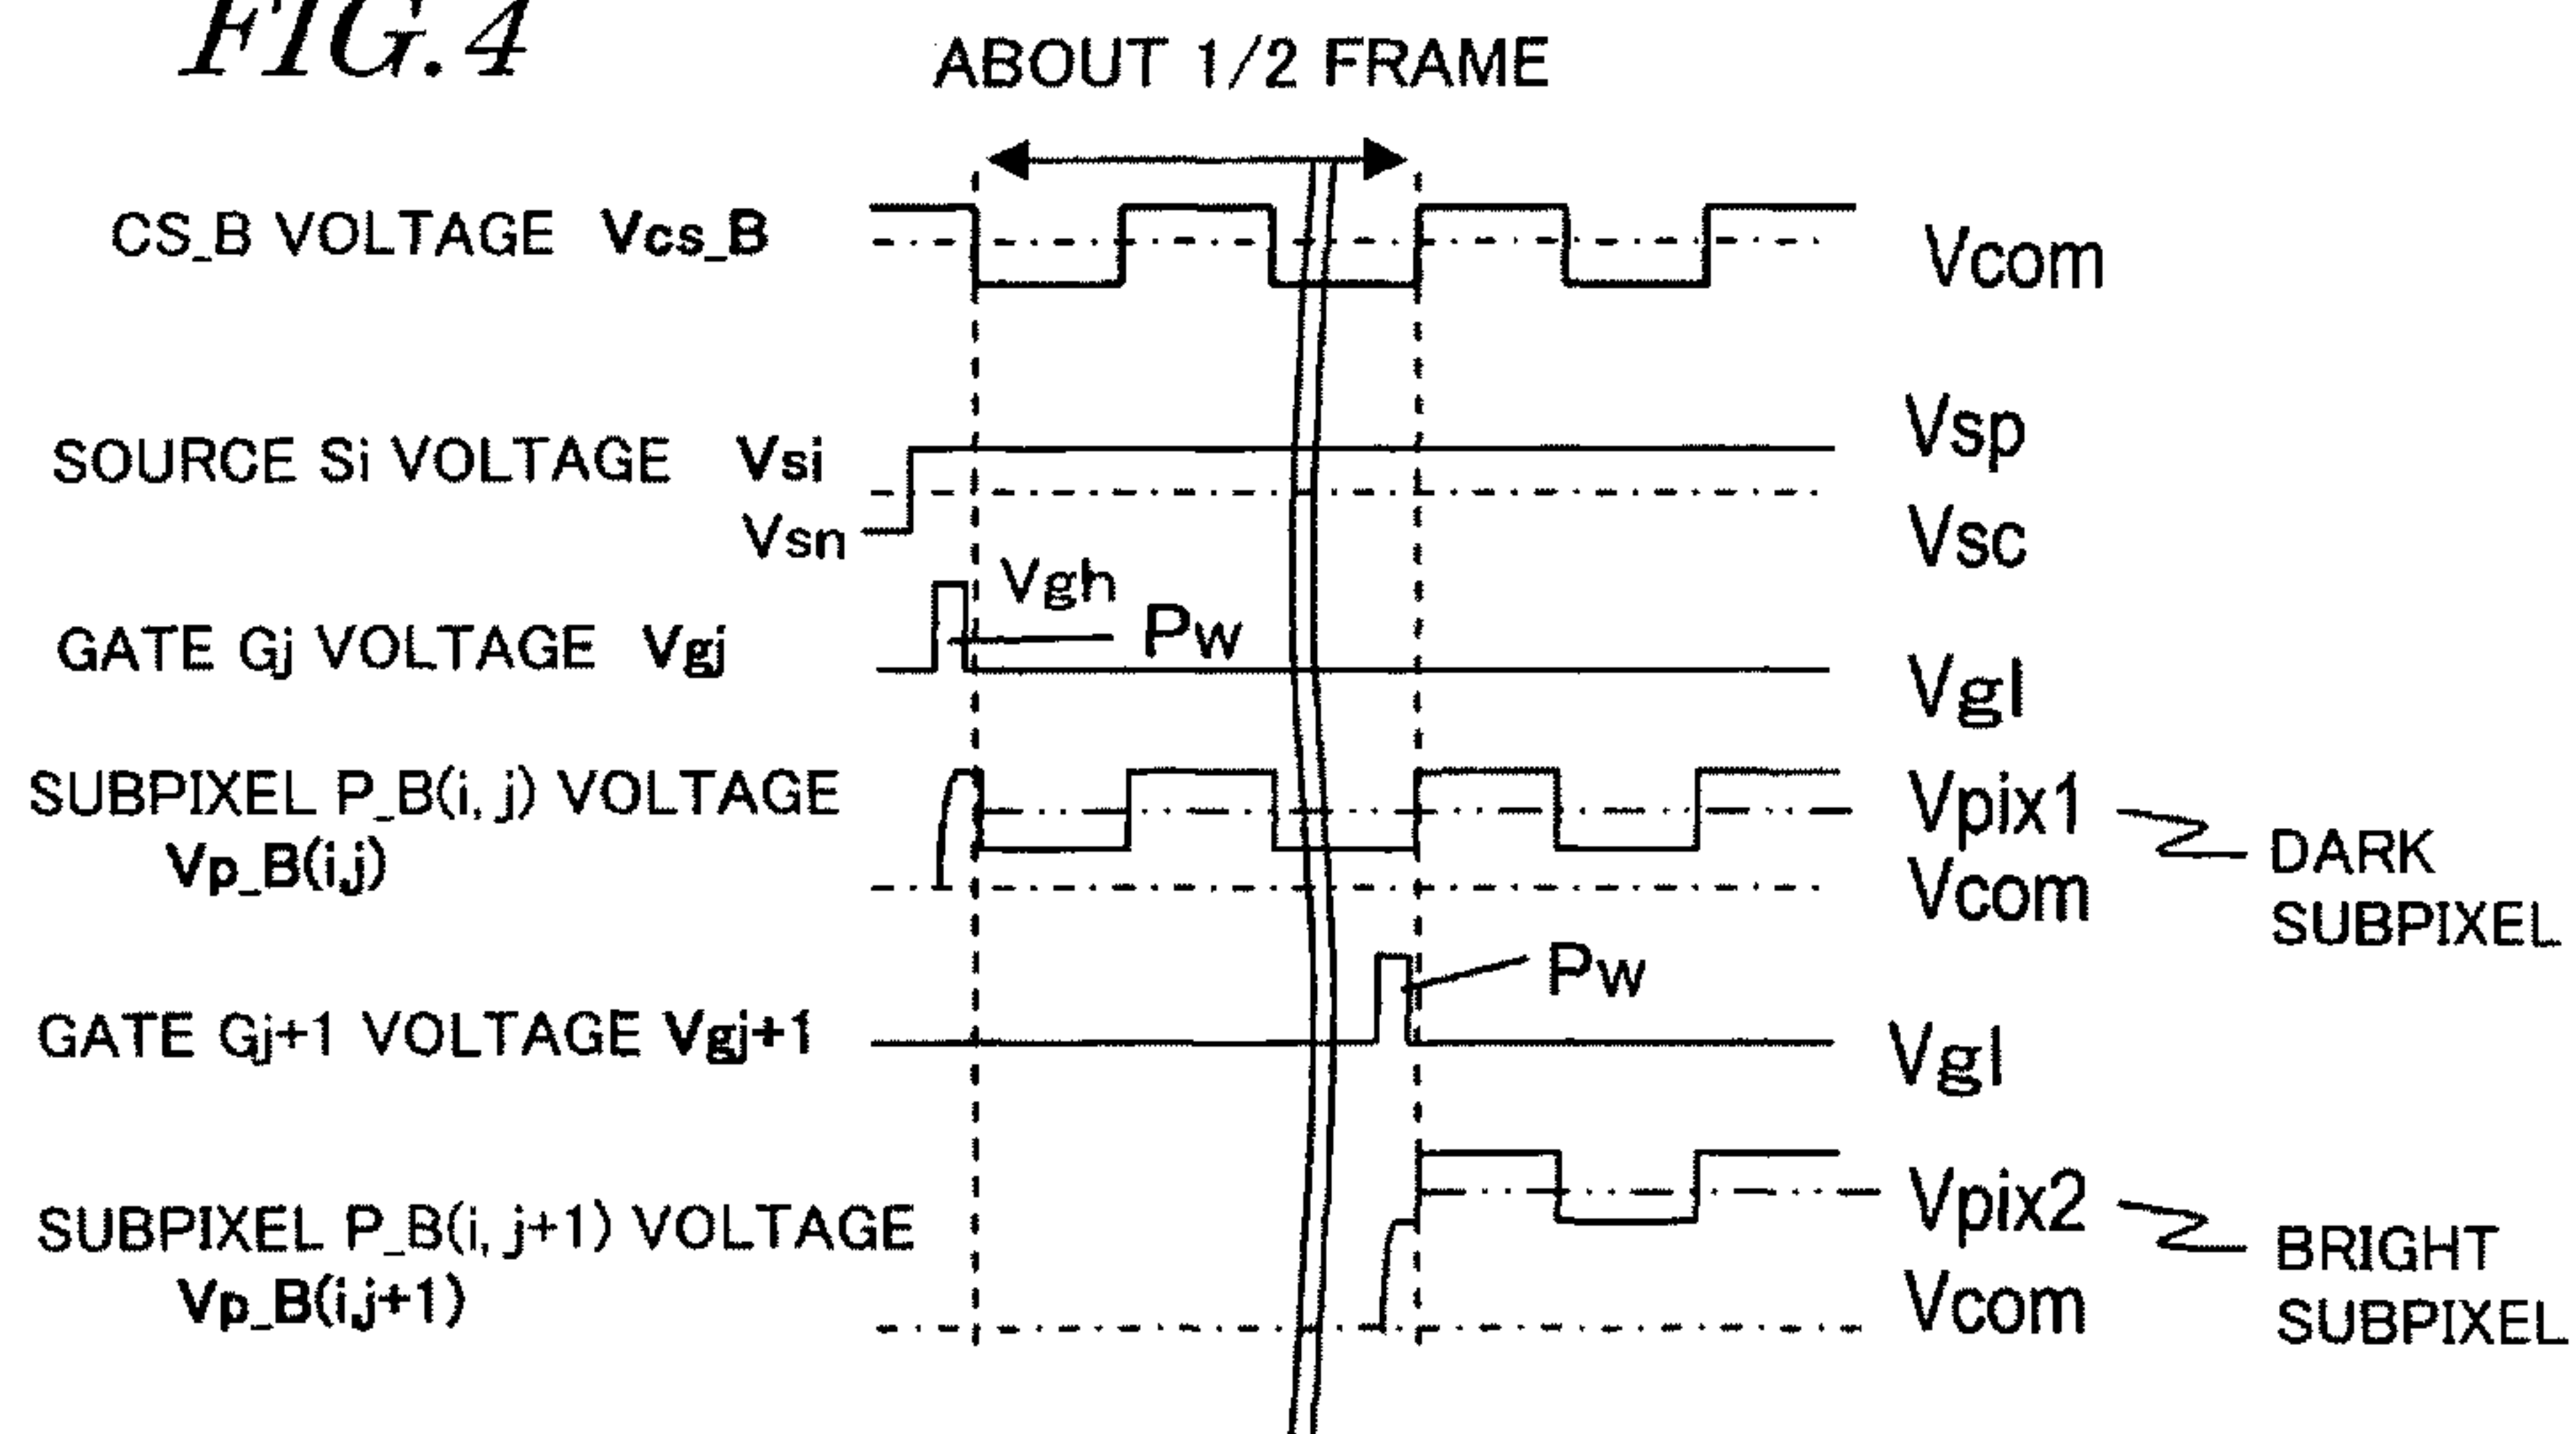 FIG.4
ABOUT 1/2 FRAME
CS_B VOLTAGE Vcs_B
Vcom
SOURCE Si VOLTAGE Vsi
Vsp
Vsn
Vsc
Vgh
GATE Gj VOLTAGE Vgj
Pw
Vgl
SUBPIXEL P_B(i, j) VOLTAGE
Vp_B(i,j)
Vpix1
DARK
SUBPIXEL
Vcom
Pw
GATE Gj+1 VOLTAGE Vgj+1
Vgl
SUBPIXEL P_B(i, j+1) VOLTAGE
Vp_B(i,j+1)
Vpix2
BRIGHT
SUBPIXEL
Vcom